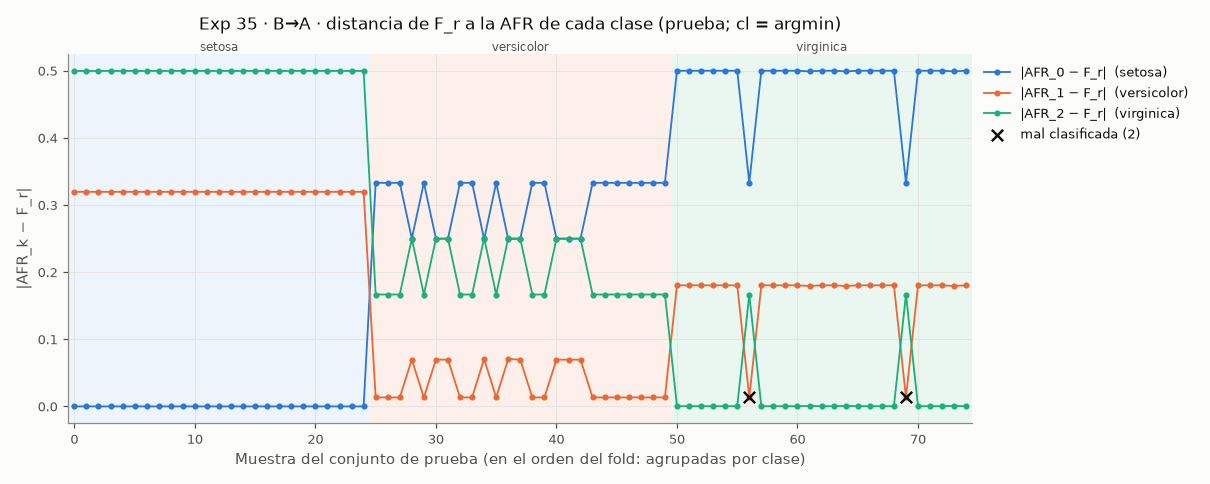 Exp 35 · B→A · distancia de F_r a la AFR de cada clase (prueba; cl = argmin)
setosa
versicolor
virginica
|AFR_0 − F_r| (setosa)
|AFR_1 − F_r| (versicolor)
|AFR_2 − F_r| (virginica)
mal clasificada (2)
|AFR_k − F_r|
0.5
0.4
0.3
0.2
0.1
0.0
0 10 20 30 40 50 60 70
Muestra del conjunto de prueba (en el orden del fold: agrupadas por clase)